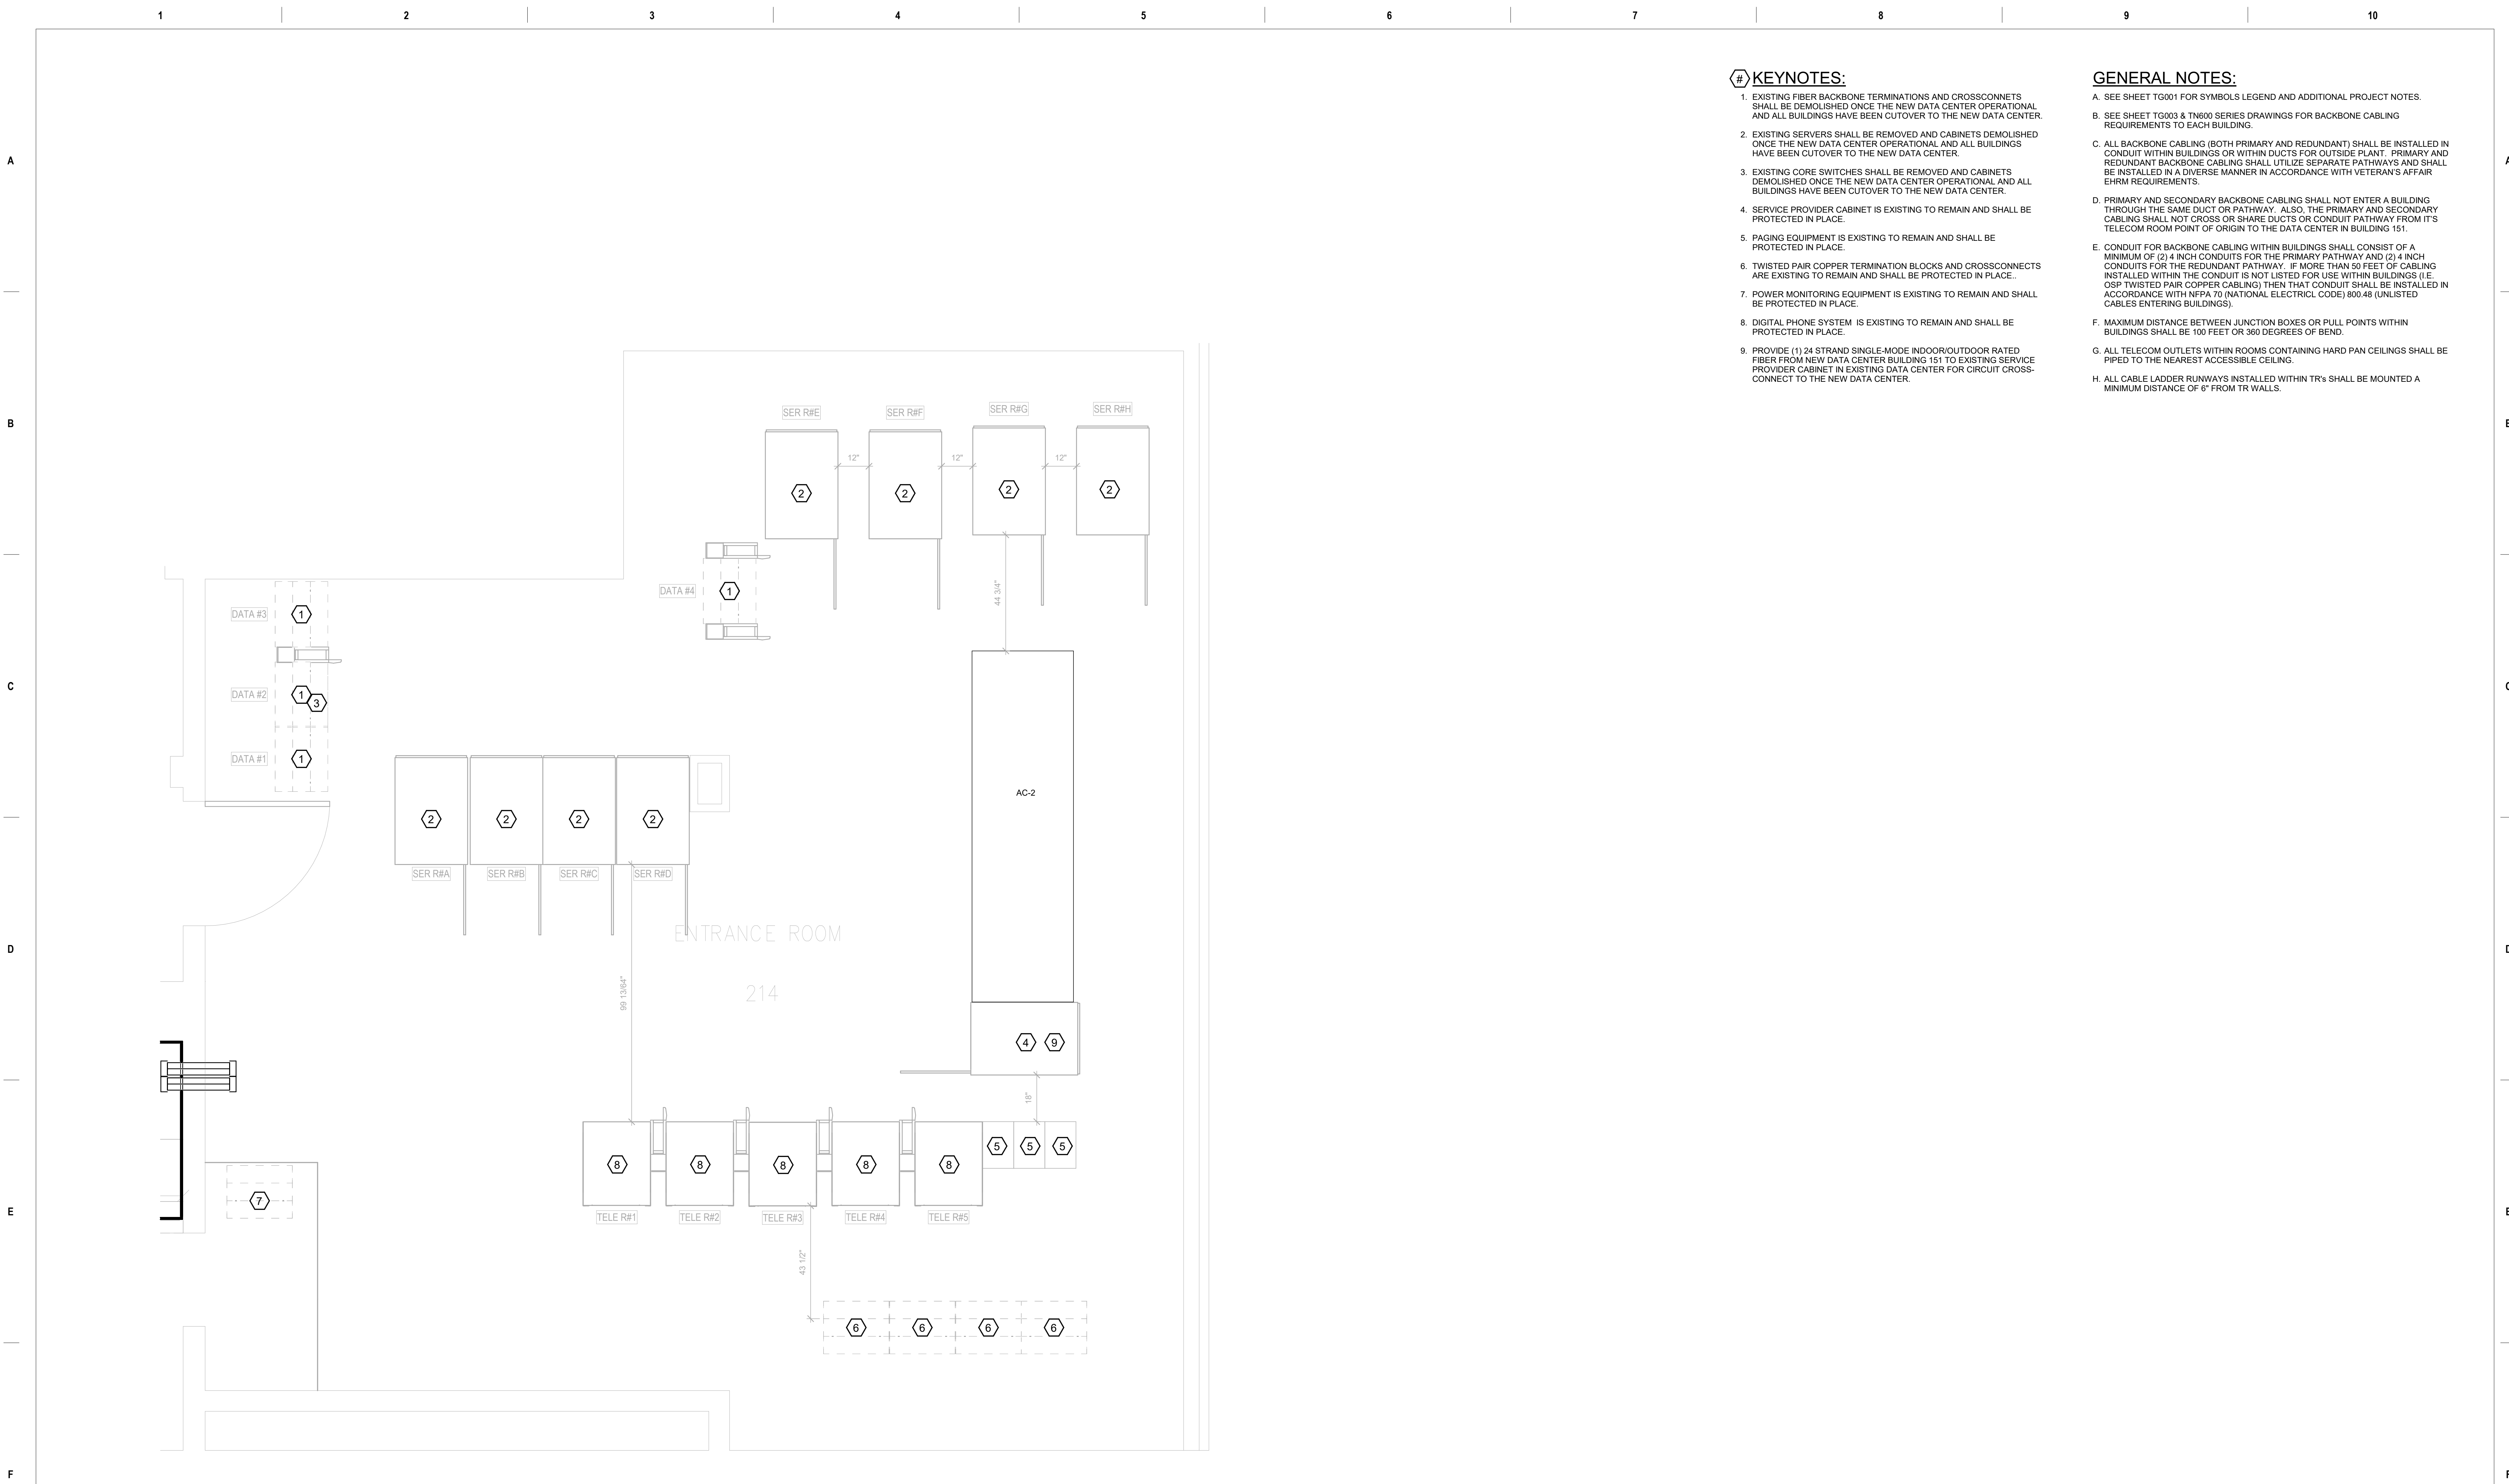 1 2 3 4 5 6 7 8 9 10
# KEYNOTES:
1. EXISTING FIBER BACKBONE TERMINATIONS AND CROSSCONNETS
SHALL BE DEMOLISHED ONCE THE NEW DATA CENTER OPERATIONAL
AND ALL BUILDINGS HAVE BEEN CUTOVER TO THE NEW DATA CENTER.
2. EXISTING SERVERS SHALL BE REMOVED AND CABINETS DEMOLISHED
ONCE THE NEW DATA CENTER OPERATIONAL AND ALL BUILDINGS
HAVE BEEN CUTOVER TO THE NEW DATA CENTER.
3. EXISTING CORE SWITCHES SHALL BE REMOVED AND CABINETS
DEMOLISHED ONCE THE NEW DATA CENTER OPERATIONAL AND ALL
BUILDINGS HAVE BEEN CUTOVER TO THE NEW DATA CENTER.
4. SERVICE PROVIDER CABINET IS EXISTING TO REMAIN AND SHALL BE
PROTECTED IN PLACE.
5. PAGING EQUIPMENT IS EXISTING TO REMAIN AND SHALL BE
PROTECTED IN PLACE.
6. TWISTED PAIR COPPER TERMINATION BLOCKS AND CROSSCONNECTS
ARE EXISTING TO REMAIN AND SHALL BE PROTECTED IN PLACE..
7. POWER MONITORING EQUIPMENT IS EXISTING TO REMAIN AND SHALL
BE PROTECTED IN PLACE.
8. DIGITAL PHONE SYSTEM IS EXISTING TO REMAIN AND SHALL BE
PROTECTED IN PLACE.
9. PROVIDE (1) 24 STRAND SINGLE-MODE INDOOR/OUTDOOR RATED
FIBER FROM NEW DATA CENTER BUILDING 151 TO EXISTING SERVICE
PROVIDER CABINET IN EXISTING DATA CENTER FOR CIRCUIT CROSS-
CONNECT TO THE NEW DATA CENTER.
GENERAL NOTES:
A. SEE SHEET TG001 FOR SYMBOLS LEGEND AND ADDITIONAL PROJECT NOTES.
B. SEE SHEET TG003 & TN600 SERIES DRAWINGS FOR BACKBONE CABLING
REQUIREMENTS TO EACH BUILDING.
C. ALL BACKBONE CABLING (BOTH PRIMARY AND REDUNDANT) SHALL BE INSTALLED IN
CONDUIT WITHIN BUILDINGS OR WITHIN DUCTS FOR OUTSIDE PLANT. PRIMARY AND
REDUNDANT BACKBONE CABLING SHALL UTILIZE SEPARATE PATHWAYS AND SHALL
BE INSTALLED IN A DIVERSE MANNER IN ACCORDANCE WITH VETERAN'S AFFAIR
EHRM REQUIREMENTS.
D. PRIMARY AND SECONDARY BACKBONE CABLING SHALL NOT ENTER A BUILDING
THROUGH THE SAME DUCT OR PATHWAY. ALSO, THE PRIMARY AND SECONDARY
CABLING SHALL NOT CROSS OR SHARE DUCTS OR CONDUIT PATHWAY FROM IT'S
TELECOM ROOM POINT OF ORIGIN TO THE DATA CENTER IN BUILDING 151.
E. CONDUIT FOR BACKBONE CABLING WITHIN BUILDINGS SHALL CONSIST OF A
MINIMUM OF (2) 4 INCH CONDUITS FOR THE PRIMARY PATHWAY AND (2) 4 INCH
CONDUITS FOR THE REDUNDANT PATHWAY. IF MORE THAN 50 FEET OF CABLING
INSTALLED WITHIN THE CONDUIT IS NOT LISTED FOR USE WITHIN BUILDINGS (I.E.
OSP TWISTED PAIR COPPER CABLING) THEN THAT CONDUIT SHALL BE INSTALLED IN
ACCORDANCE WITH NFPA 70 (NATIONAL ELECTRICL CODE) 800.48 (UNLISTED
CABLES ENTERING BUILDINGS).
F. MAXIMUM DISTANCE BETWEEN JUNCTION BOXES OR PULL POINTS WITHIN
BUILDINGS SHALL BE 100 FEET OR 360 DEGREES OF BEND.
G. ALL TELECOM OUTLETS WITHIN ROOMS CONTAINING HARD PAN CEILINGS SHALL BE
PIPED TO THE NEAREST ACCESSIBLE CEILING.
H. ALL CABLE LADDER RUNWAYS INSTALLED WITHIN TR's SHALL BE MOUNTED A
MINIMUM DISTANCE OF 6" FROM TR WALLS.
A
B
C
D
E
F
SER R#E SER R#F SER R#G SER R#H
12" 12" 12"
2 2 2 2
44 3/4"
DATA #4 1
DATA #3 1
DATA #2 1 3
DATA #1 1
AC-2
2 2 2 2
SER R#A SER R#B SER R#C SER R#D
ENTRANCE ROOM
214
99 13/64"
4 9
18"
5 5 5
8 8 8 8 8
7
TELE R#1 TELE R#2 TELE R#3 TELE R#4 TELE R#5
43 1/2"
6 6 6 6